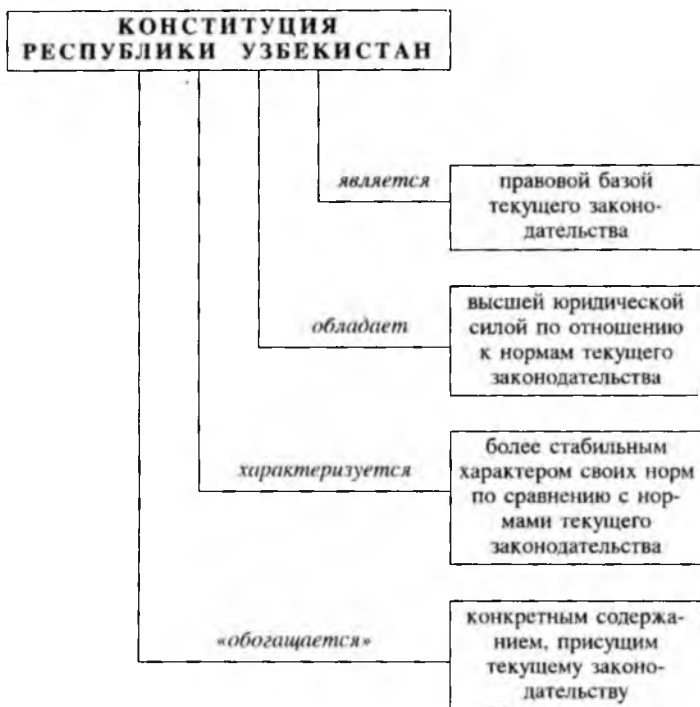 КОНСТИТУЦИЯ
РЕСПУБЛИКИ УЗБЕКИСТАН
является
правовой базой
текущего законо-
дательства
обладает
высшей юридической
силой по отношению
к нормам текущего
законодательства
характеризуется
более стабильным
характером своих норм
по сравнению с нор-
мами текущего
законодательства
«обогащается»
конкретным содержа-
нием, присущим
текущему законо-
дательству